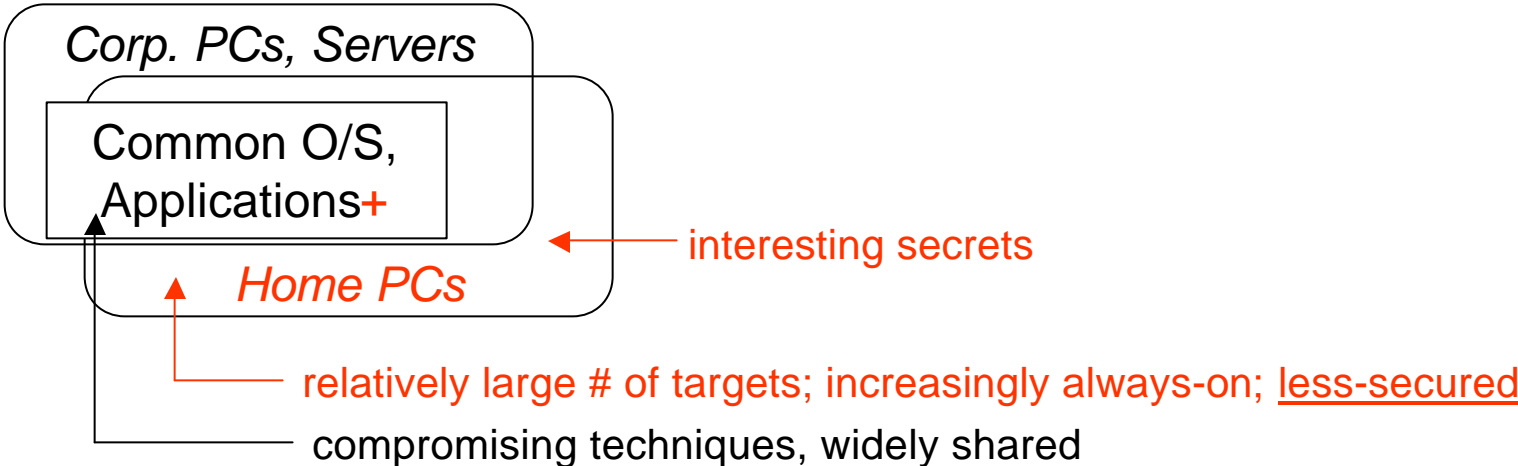 Corp. PCs, Servers
Common O/S,
Applications+
interesting secrets
Home PCs
relatively large # of targets; increasingly always-on; less-secured
compromising techniques, widely shared